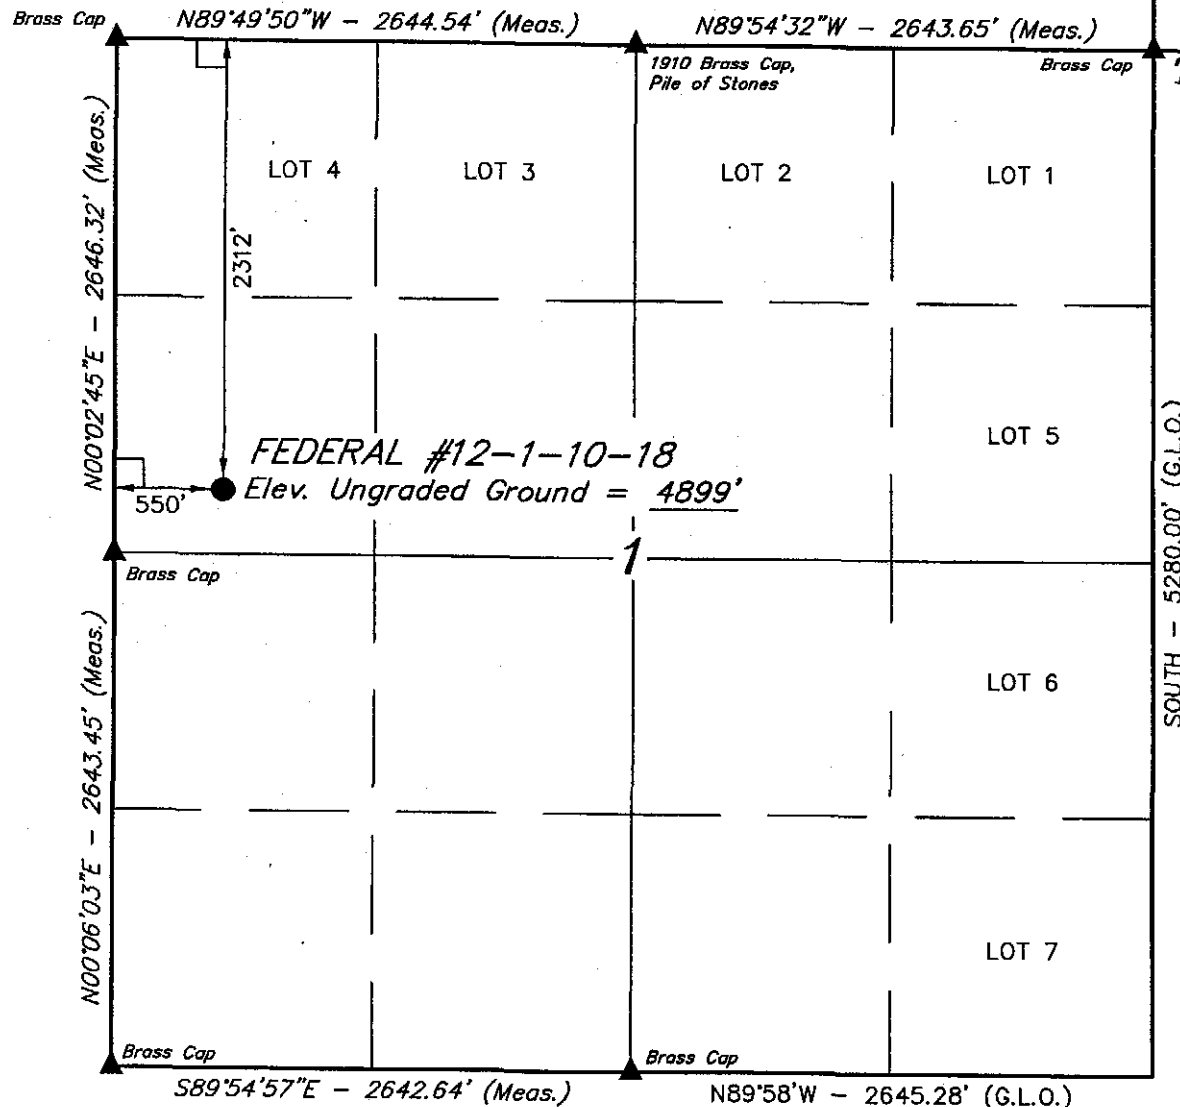 Brass Cap
N89°49'50"W - 2644.54' (Meas.)
N89°54'32"W - 2643.65' (Meas.)
1910 Brass Cap,
Pile of Stones
Brass Cap
N00°02'45"E - 2646.32' (Meas.)
LOT 4
LOT 3
LOT 2
LOT 1
2312'
LOT 5
FEDERAL #12-1-10-18
Elev. Ungraded Ground = 4899'
550'
1
Brass Cap
SOUTH - 5280.00' (G.L.O.)
N00°06'03"E - 2643.45' (Meas.)
LOT 6
LOT 7
Brass Cap
Brass Cap
S89°54'57"E - 2642.64' (Meas.)
N89°58'W - 2645.28' (G.L.O.)